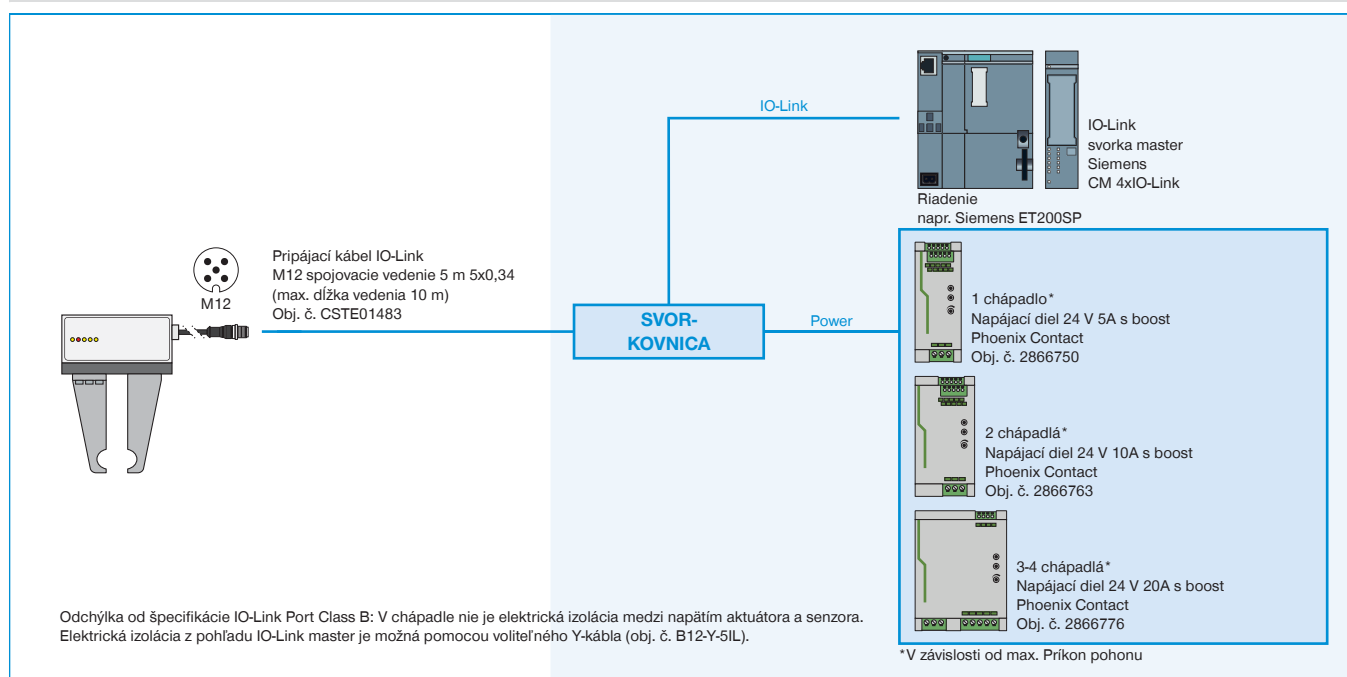 IO-Link
IO-Link
svorka master
Siemens
CM 4xIO-Link
Riadenie
napr. Siemens ET200SP
M12
Pripájací kábel IO-Link
M12 spojovacie vedenie 5 m 5x0,34
(max. dĺžka vedenia 10 m)
Obj. č. CSTE01483
SVOR-
KOVNICA
Power
1 chápadlo*
Napájací diel 24 V 5A s boost
Phoenix Contact
Obj. č. 2866750
2 chápadlá*
Napájací diel 24 V 10A s boost
Phoenix Contact
Obj. č. 2866763
3-4 chápadlá*
Napájací diel 24 V 20A s boost
Phoenix Contact
Obj. č. 2866776
Odchýlka od špecifikácie IO-Link Port Class B: V chápadle nie je elektrická izolácia medzi napätím aktuátora a senzora.
Elektrická izolácia z pohľadu IO-Link master je možná pomocou voliteľného Y-kábla (obj. č. B12-Y-5IL).
*V závislosti od max. Príkon pohonu